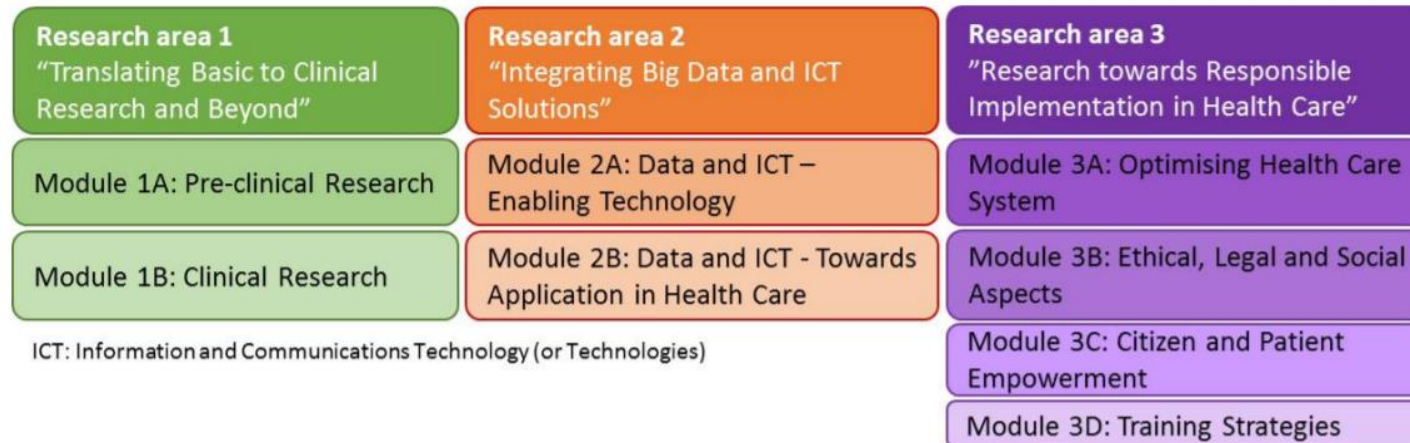 Research area 1
“Translating Basic to Clinical
Research and Beyond”
Module 1A: Pre-clinical Research
Module 1B: Clinical Research
Research area 2
“Integrating Big Data and ICT
Solutions”
Module 2A: Data and ICT –
Enabling Technology
Module 2B: Data and ICT - Towards
Application in Health Care
Research area 3
”Research towards Responsible
Implementation in Health Care”
Module 3A: Optimising Health Care
System
Module 3B: Ethical, Legal and Social
Aspects
Module 3C: Citizen and Patient
Empowerment
Module 3D: Training Strategies
ICT: Information and Communications Technology (or Technologies)